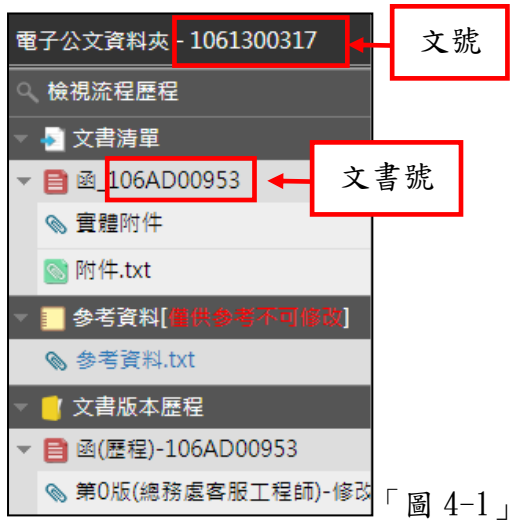 電子公文資料夾 - 1061300317
文號
檢視流程歷程
文書清單
函_106AD00953
文書號
實體附件
附件.txt
參考資料[僅供參考不可修改]
參考資料.txt
文書版本歷程
函(歷程)-106AD00953
第0版(總務處客服工程師)-修改
「圖 4-1」